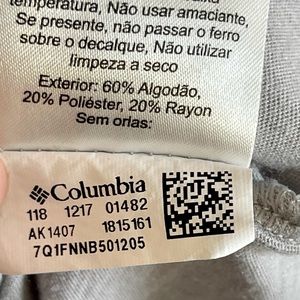 temperatura, Não usar amaciante,
Se presente, não passar o ferro
sobre o decalque, Não utilizar
limpeza a seco
Exterior: 60% Algodão,
20% Poliéster, 20% Rayon
Sem orlas:
Columbia
118 1217 01482
AK1407 1815161
7Q1FNNB501205